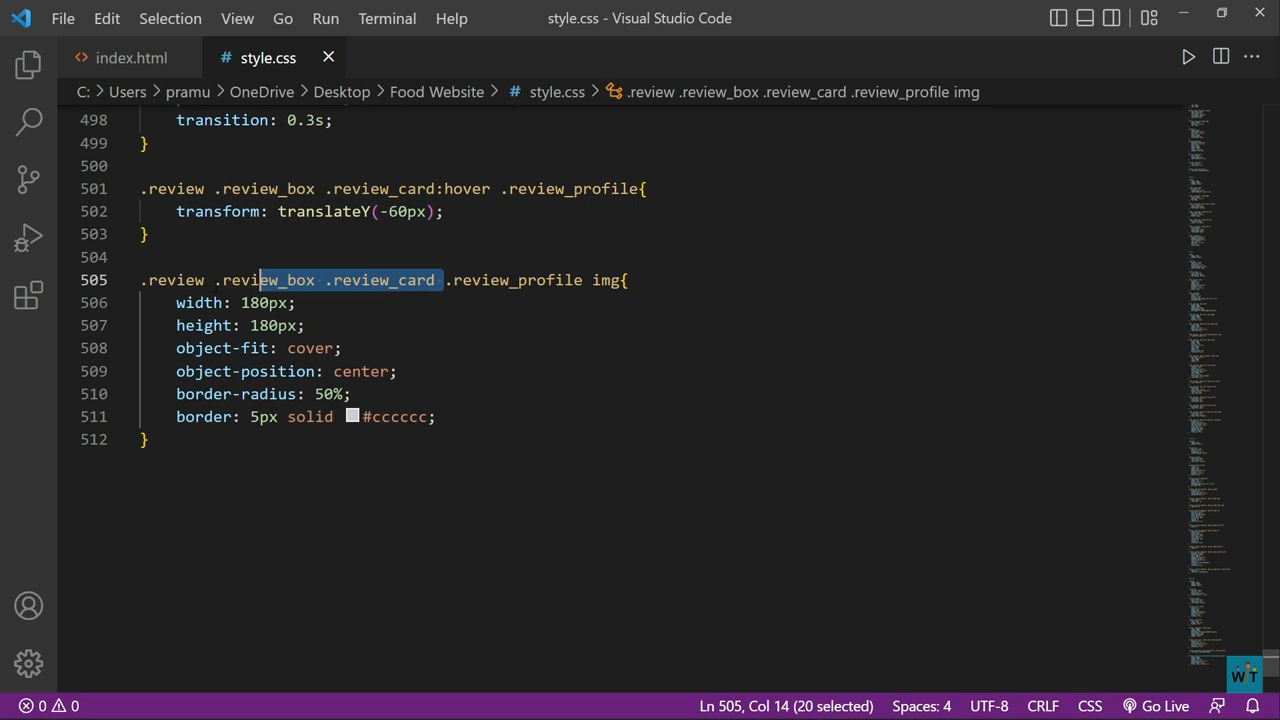 File Edit Selection View Go Run Terminal Help style.css - Visual Studio Code
index.html # style.css
C: > Users > pramu > OneDrive > Desktop > Food Website > # style.css > .review .review_box .review_card .review_profile img
498 transition: 0.3s;
499 }
500
501 .review .review_box .review_card:hover .review_profile{
502 transform: translateY(-60px);
503 }
504
505 .review .review_box .review_card .review_profile img{
506 width: 180px;
507 height: 180px;
508 object-fit: cover;
509 object-position: center;
510 border-radius: 50%;
511 border: 5px solid #cccccc;
512 }
WT
0 0 Ln 505, Col 14 (20 selected) Spaces: 4 UTF-8 CRLF CSS Go Live